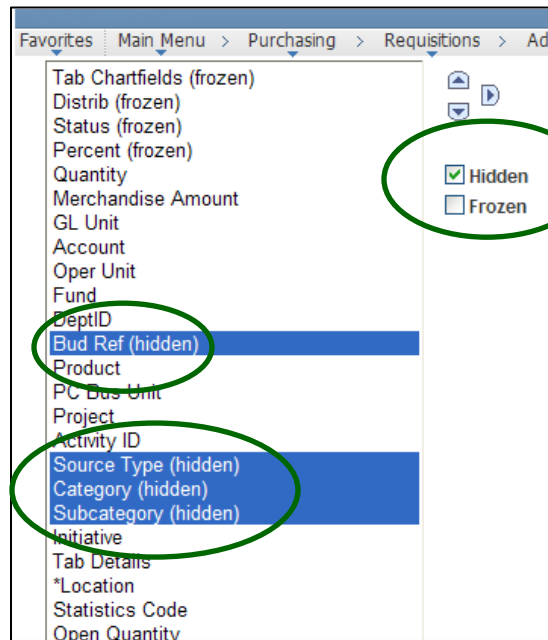 Favorites Main Menu > Purchasing > Requisitions > Ad
Tab Chartfields (frozen)
Distrib (frozen)
Status (frozen)
Percent (frozen)
Quantity
Merchandise Amount
GL Unit
Account
Oper Unit
Fund
DeptID
Bud Ref (hidden)
Product
PC Bus Unit
Project
Activity ID
Source Type (hidden)
Category (hidden)
Subcategory (hidden)
Initiative
Tab Details
*Location
Statistics Code
Open Quantity
Hidden
Frozen